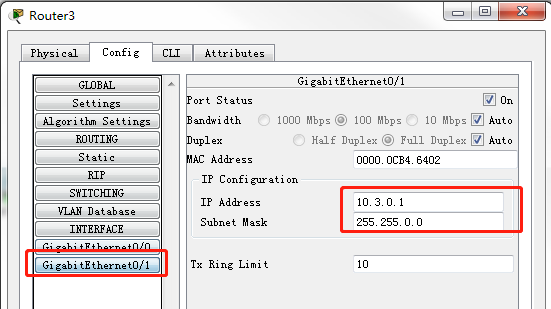 Router3
Physical Config CLI Attributes
GLOBAL
Settings
Algorithm Settings
ROUTING
Static
RIP
SWITCHING
VLAN Database
INTERFACE
GigabitEthernet0/0
GigabitEthernet0/1
GigabitEthernet0/1
Port Status On
Bandwidth 1000 Mbps 100 Mbps 10 Mbps Auto
Duplex Half Duplex Full Duplex Auto
MAC Address 0000.0CB4.6402
IP Configuration
IP Address 10.3.0.1
Subnet Mask 255.255.0.0
Tx Ring Limit 10